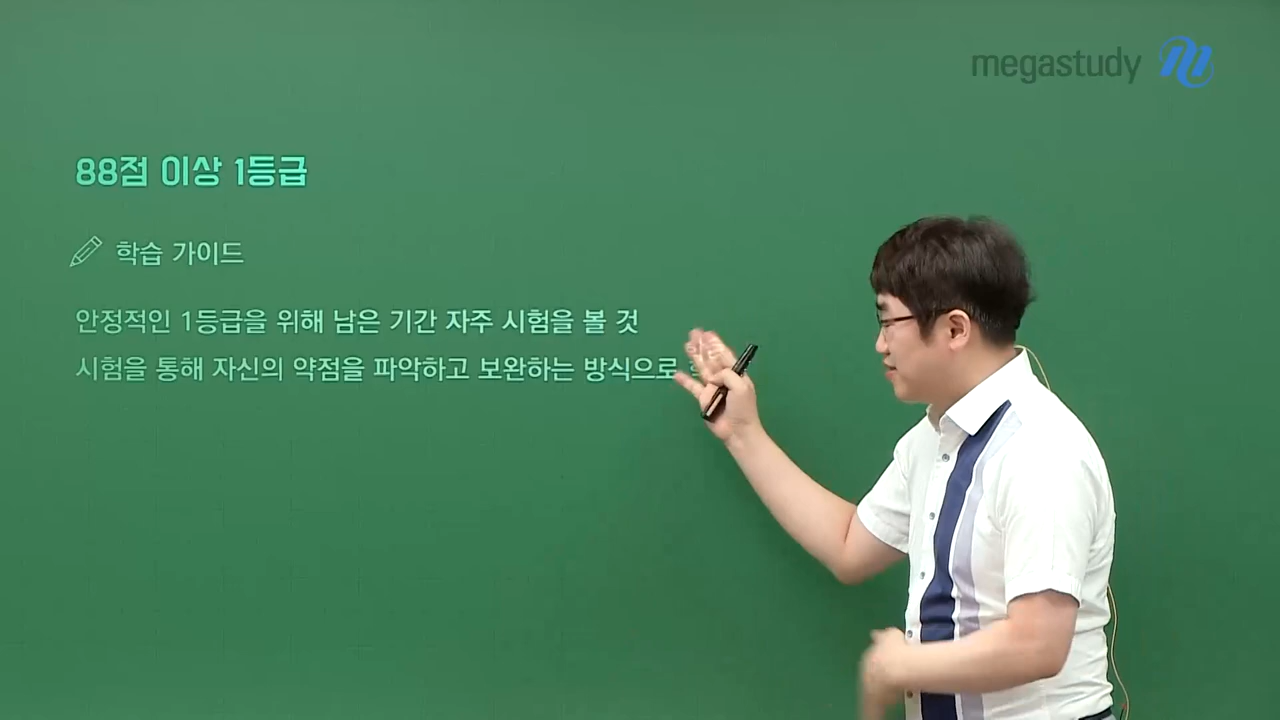 megastudy
88점 이상 1등급
학습 가이드
안정적인 1등급을 위해 남은 기간 자주 시험을 볼 것
시험을 통해 자신의 약점을 파악하고 보완하는 방식으로